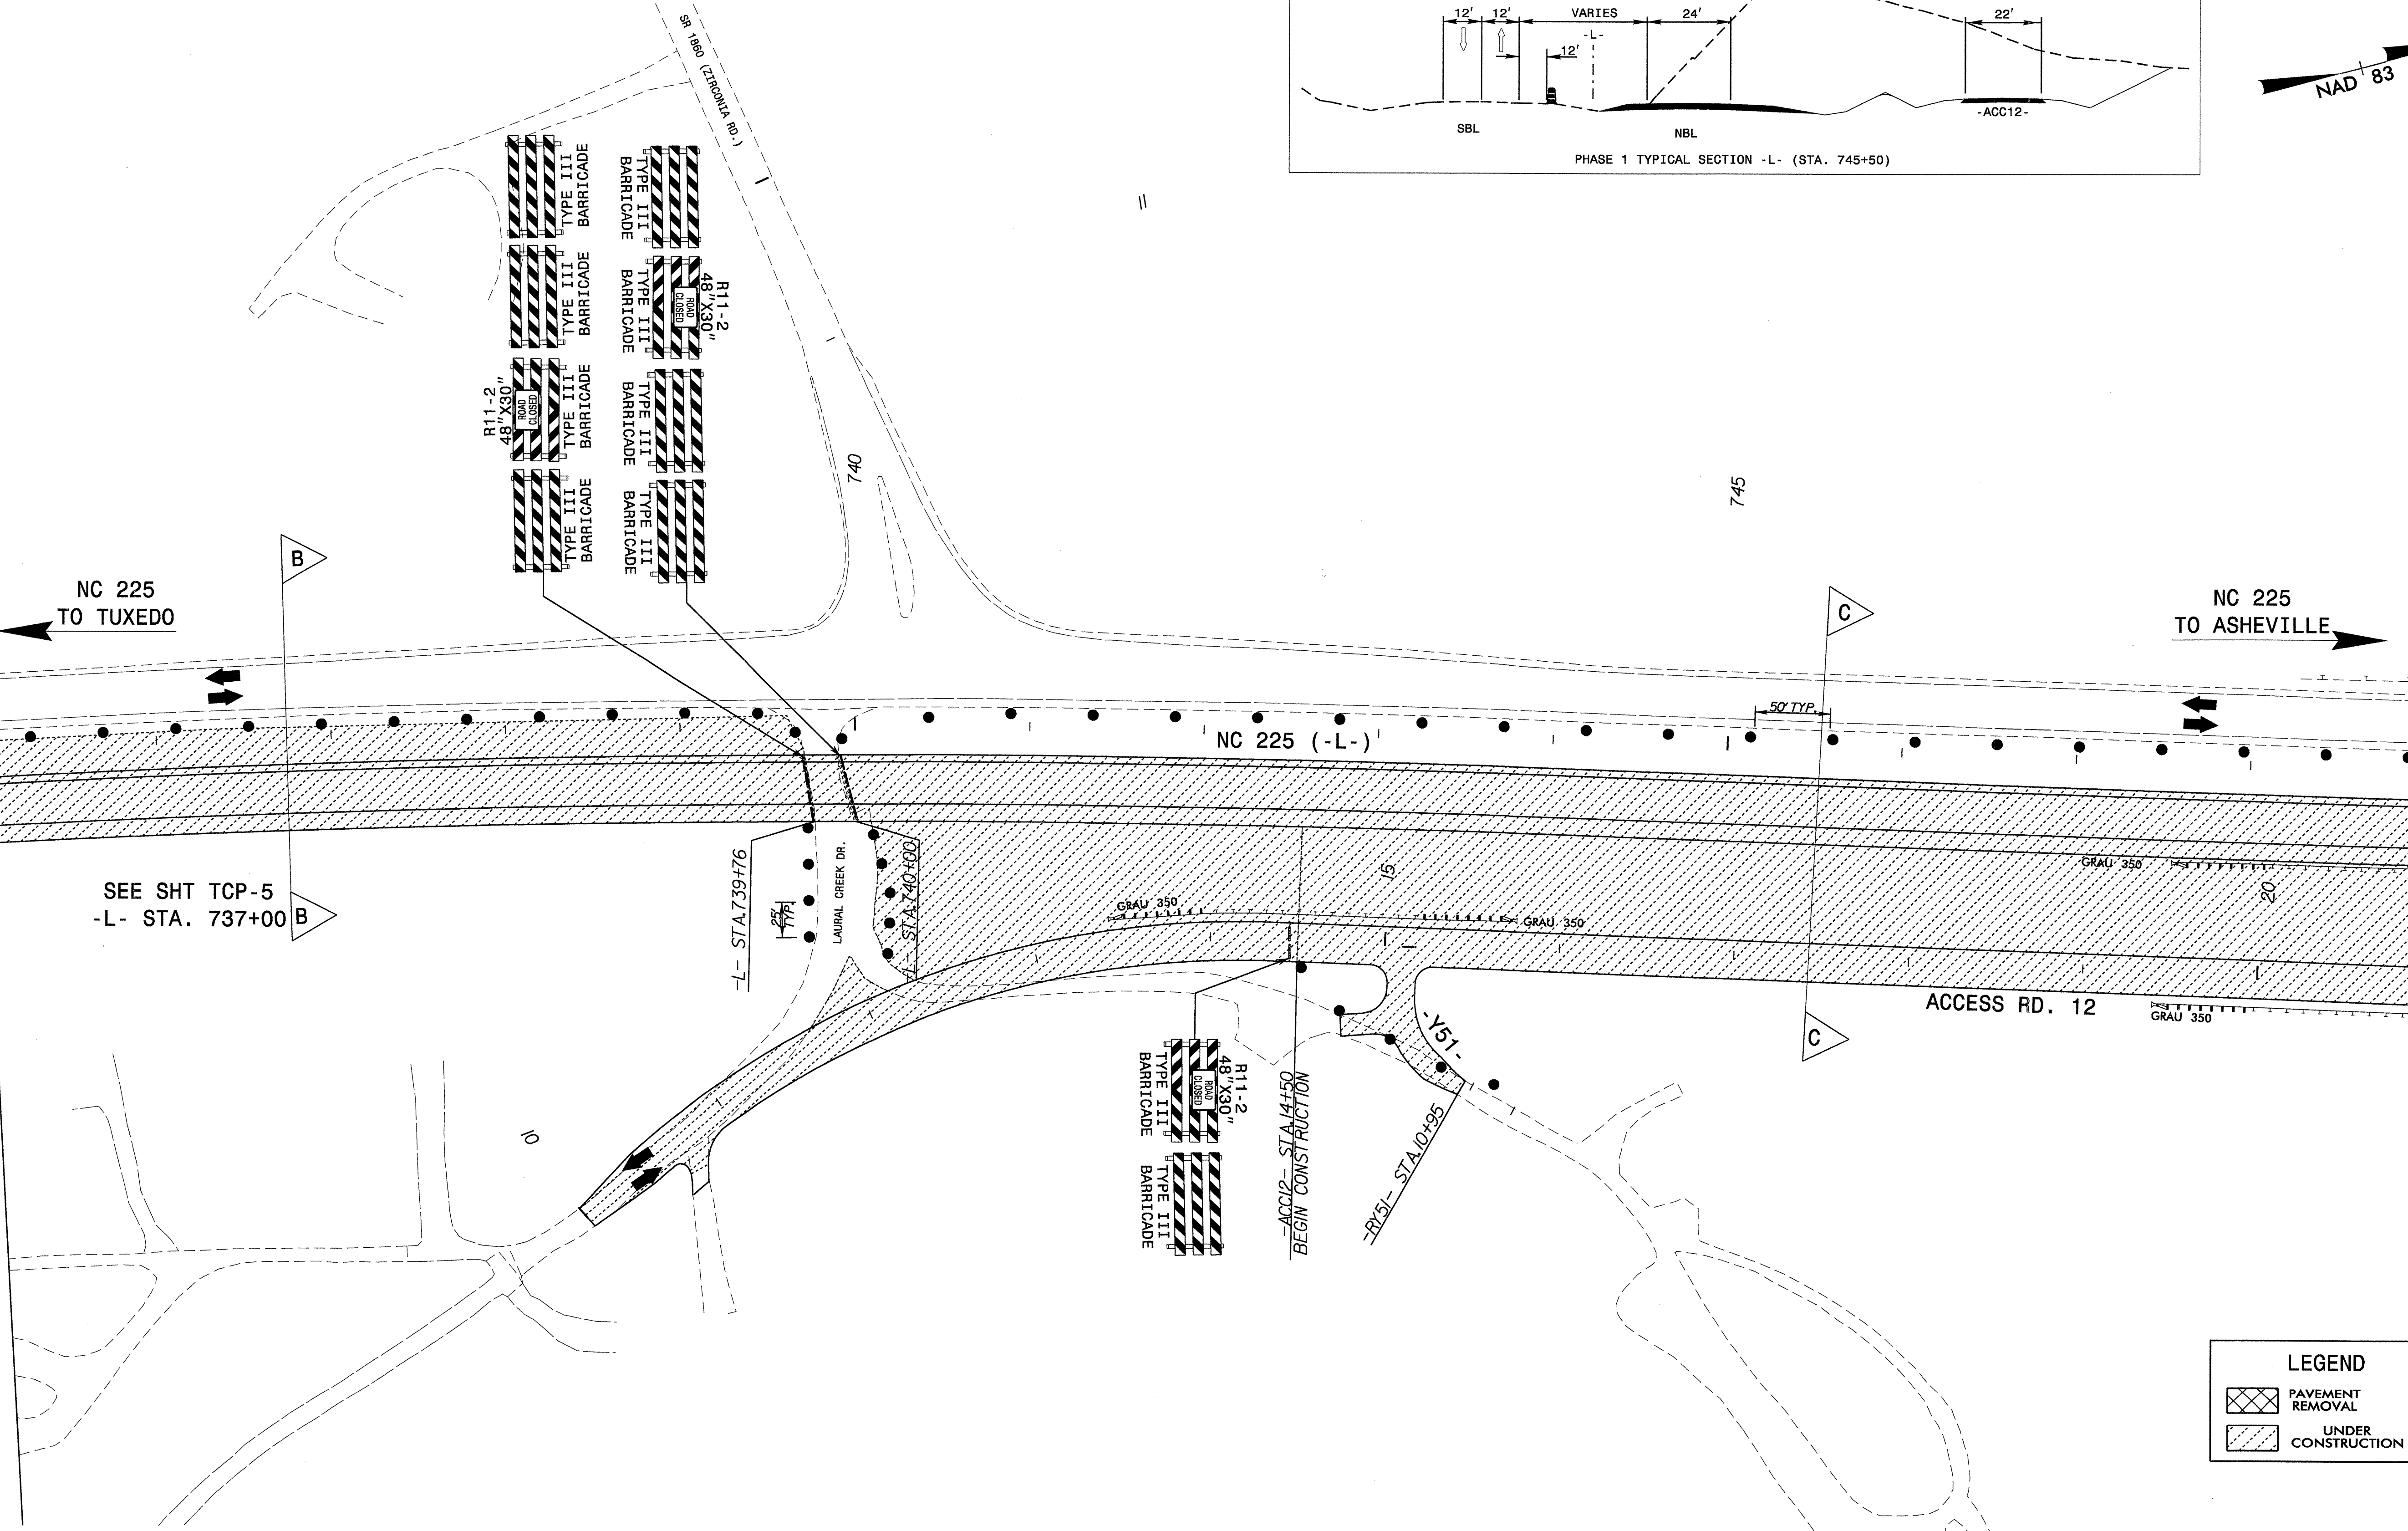 12'
12'
VARIES
24'
22'
-L-
12'
SBL
NBL
-ACC12-
PHASE 1 TYPICAL SECTION -L- (STA. 745+50)
NAD 83
SR 1860 (ZIRCONIA RD.)
11
TYPE III
BARRICADE
TYPE III
BARRICADE
TYPE III
BARRICADE
TYPE III
BARRICADE
ROAD
CLOSED
R11-2
48"X30"
TYPE III
BARRICADE
TYPE III
BARRICADE
TYPE III
BARRICADE
TYPE III
BARRICADE
ROAD
CLOSED
R11-2
48"X30"
740
745
B
C
NC 225
TO TUXEDO
NC 225
TO ASHEVILLE
50' TYP.
NC 225 (-L-)
SEE SHT TCP-5
-L- STA. 737+00
B
-L- STA.739+76
25'
TYP.
LAURAL CREEK DR.
-L- STA.740+00
GRAU 350
15
GRAU 350
GRAU 350
20
ACCESS RD. 12
GRAU 350
C
-Y51-
10
TYPE III
BARRICADE
TYPE III
BARRICADE
ROAD
CLOSED
R11-2
48"X30"
-ACC12- STA.14+50
BEGIN CONSTRUCTION
-RY51- STA.10+95
LEGEND
PAVEMENT
REMOVAL
UNDER
CONSTRUCTION